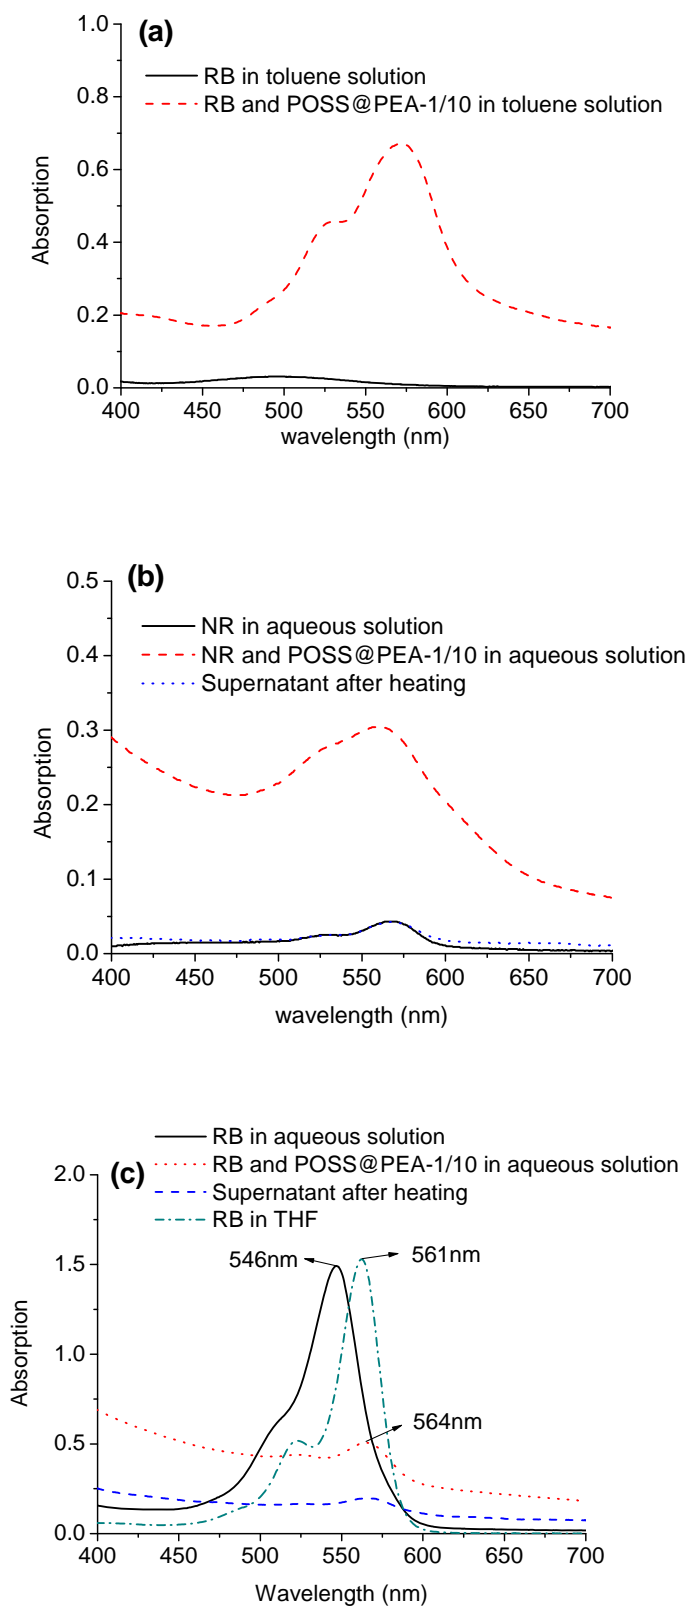 (a)
1.0
RB in toluene solution
RB and POSS@PEA-1/10 in toluene solution
0.8
0.6
0.4
0.2
0.0
Absorption
400 450 500 550 600 650 700
wavelength (nm)
(b)
0.5
NR in aqueous solution
NR and POSS@PEA-1/10 in aqueous solution
Supernatant after heating
0.4
0.3
0.2
0.1
0.0
Absorption
400 450 500 550 600 650 700
wavelength (nm)
RB in aqueous solution
RB and POSS@PEA-1/10 in aqueous solution
Supernatant after heating
RB in THF
(c)
2.0
546nm
561nm
1.5
1.0
564nm
0.5
0.0
Absorption
400 450 500 550 600 650 700
Wavelength (nm)